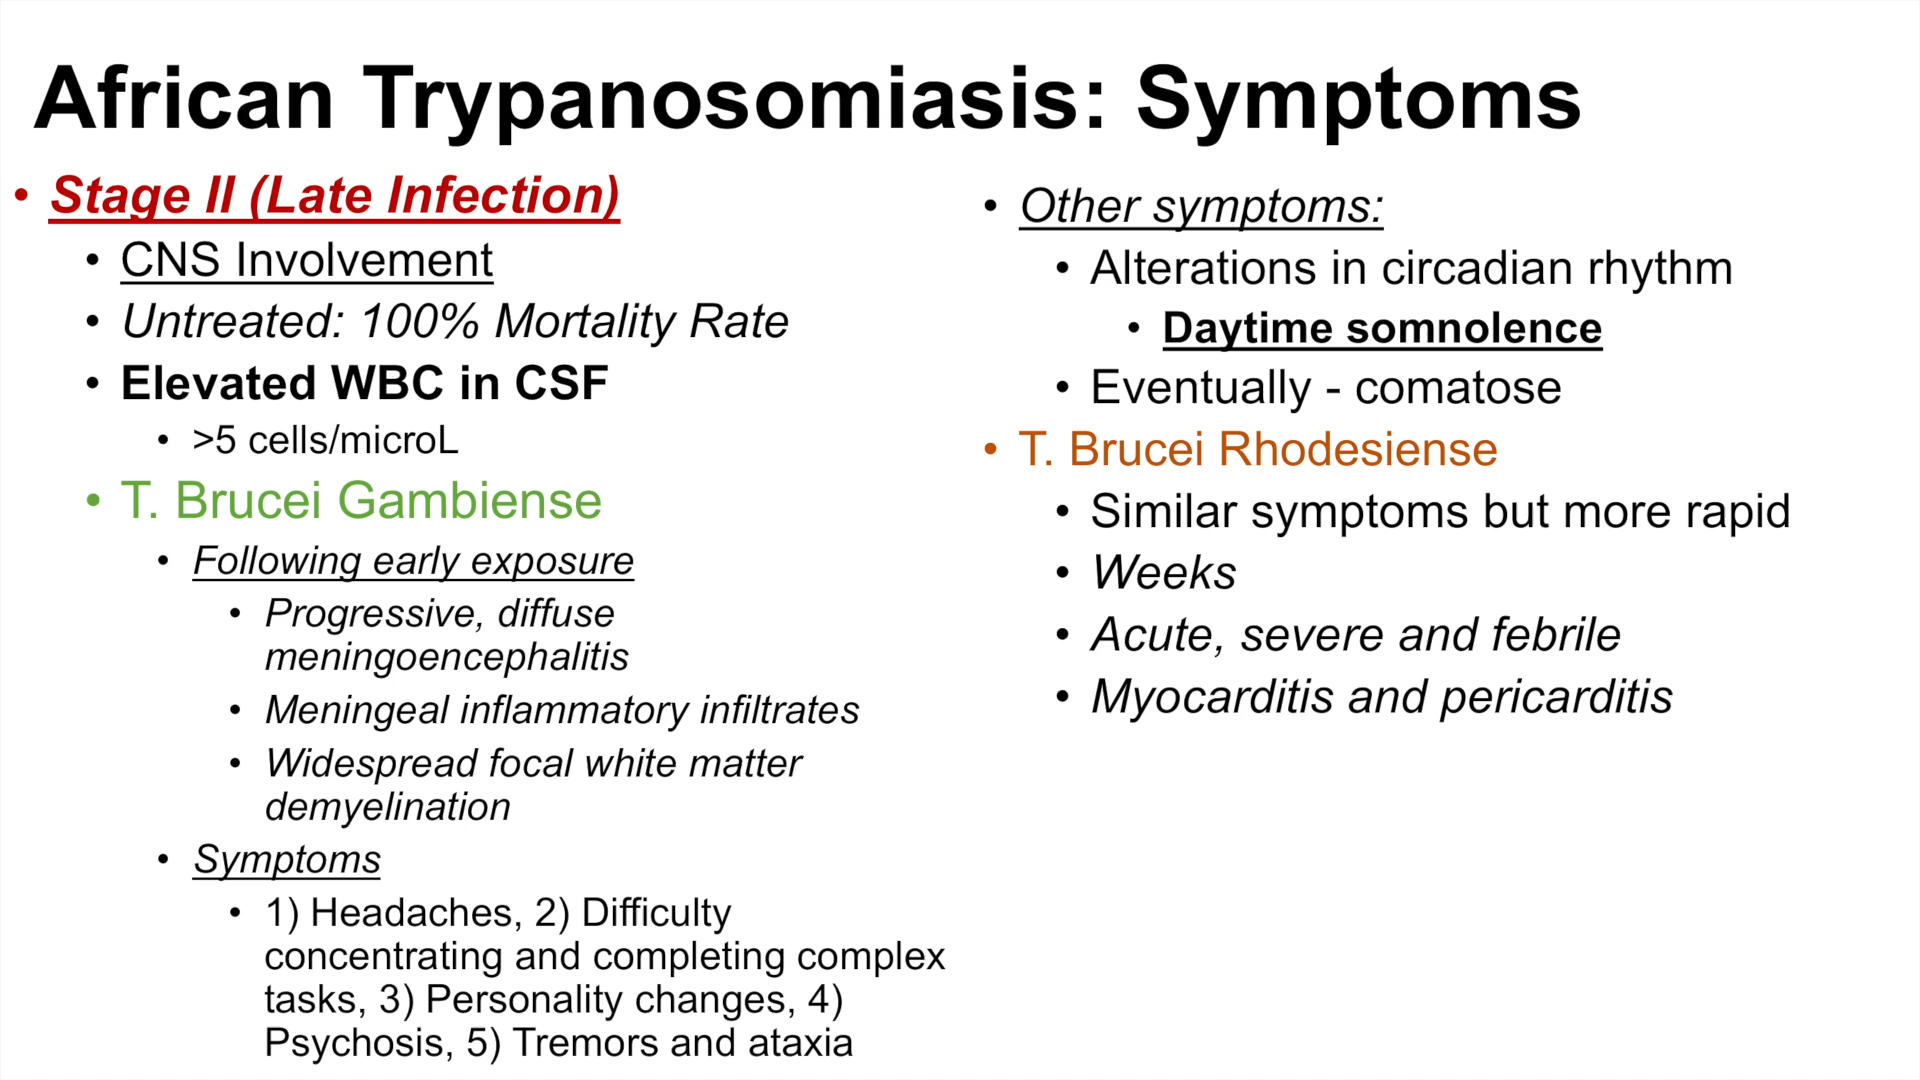 African Trypanosomiasis: Symptoms
• Stage II (Late Infection)
• CNS Involvement
• Untreated: 100% Mortality Rate
• Elevated WBC in CSF
• >5 cells/microL
• T. Brucei Gambiense
• Following early exposure
• Progressive, diffuse
meningoencephalitis
• Meningeal inflammatory infiltrates
• Widespread focal white matter
demyelination
• Symptoms
• 1) Headaches, 2) Difficulty
concentrating and completing complex
tasks, 3) Personality changes, 4)
Psychosis, 5) Tremors and ataxia
• Other symptoms:
• Alterations in circadian rhythm
• Daytime somnolence
• Eventually - comatose
• T. Brucei Rhodesiense
• Similar symptoms but more rapid
• Weeks
• Acute, severe and febrile
• Myocarditis and pericarditis